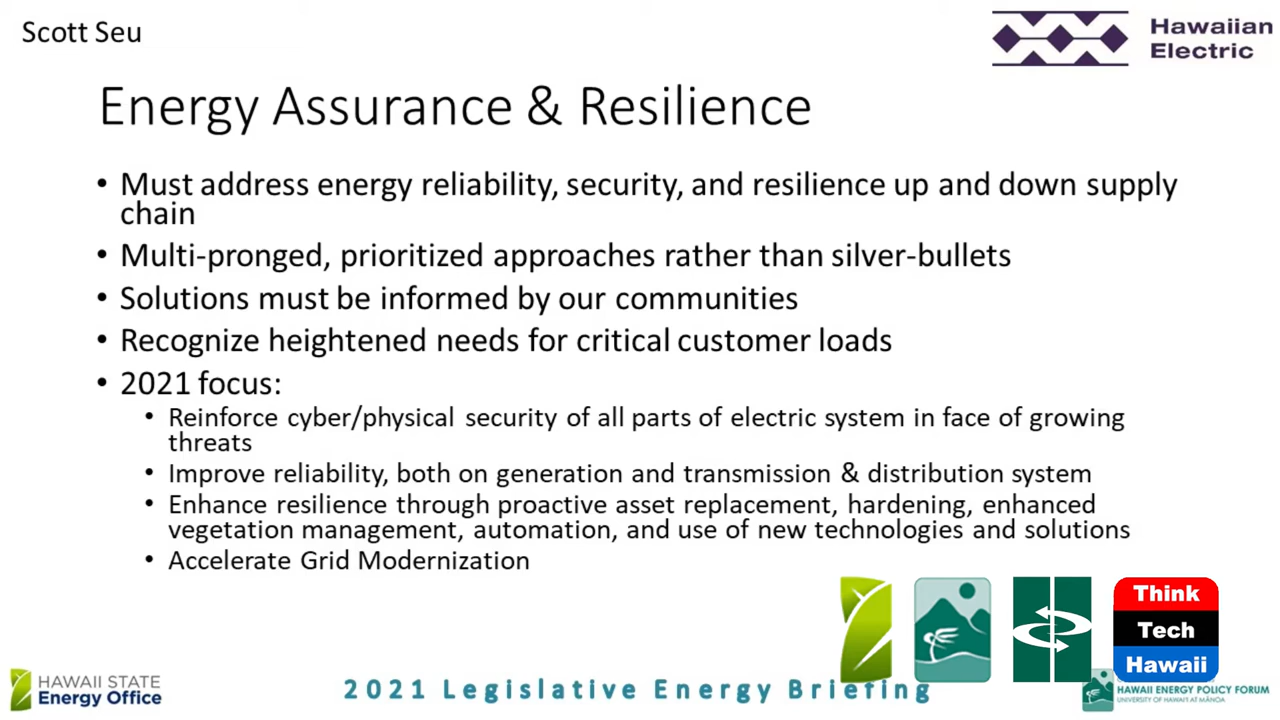 Scott Seu
Hawaiian
Electric
Energy Assurance & Resilience
• Must address energy reliability, security, and resilience up and down supply
chain
• Multi-pronged, prioritized approaches rather than silver-bullets
• Solutions must be informed by our communities
• Recognize heightened needs for critical customer loads
• 2021 focus:
• Reinforce cyber/physical security of all parts of electric system in face of growing
threats
• Improve reliability, both on generation and transmission & distribution system
• Enhance resilience through proactive asset replacement, hardening, enhanced
vegetation management, automation, and use of new technologies and solutions
• Accelerate Grid Modernization
Think
Tech
Hawaii
HAWAII STATE
Energy Office
2021 Legislative Energy Briefing
HAWAII ENERGY POLICY FORUM
UNIVERSITY OF HAWAI'I AT MĀNOA